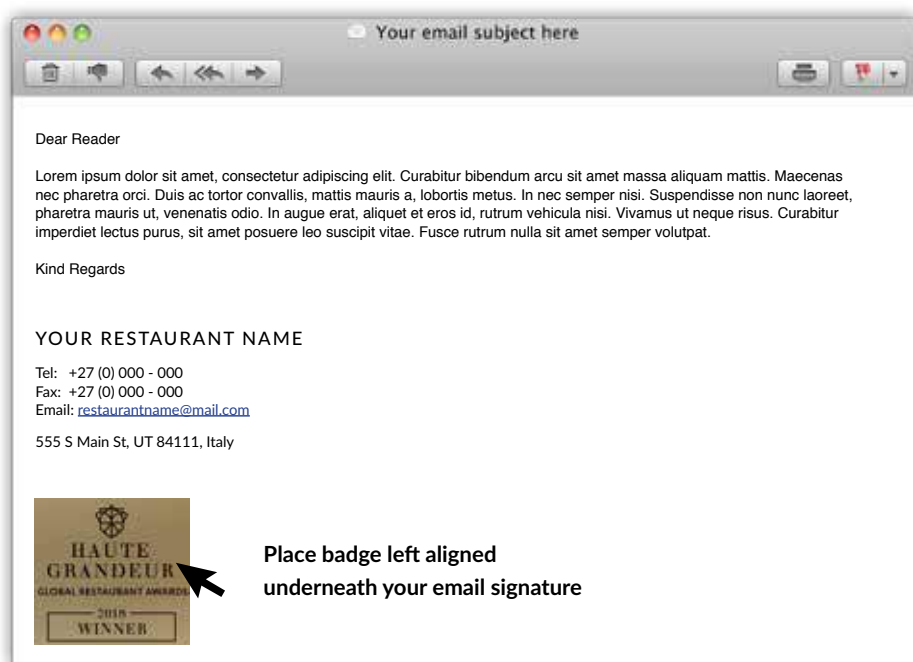 Your email subject here
Dear Reader
Lorem ipsum dolor sit amet, consectetur adipiscing elit. Curabitur bibendum arcu sit amet massa aliquam mattis. Maecenas
nec pharetra orci. Duis ac tortor convallis, mattis mauris a, lobortis metus. In nec semper nisi. Suspendisse non nunc laoreet,
pharetra mauris ut, venenatis odio. In augue erat, aliquet et eros id, rutrum vehicula nisi. Vivamus ut neque risus. Curabitur
imperdiet lectus purus, sit amet posuere leo suscipit vitae. Fusce rutrum nulla sit amet semper volutpat.
Kind Regards
YOUR RESTAURANT NAME
Tel: +27 (0) 000 - 000
Fax: +27 (0) 000 - 000
Email: restaurantname@mail.com
555 S Main St, UT 84111, Italy
HAUTE
GRANDEUR
GLOBAL RESTAURANT AWARDS
2018
WINNER
Place badge left aligned
underneath your email signature